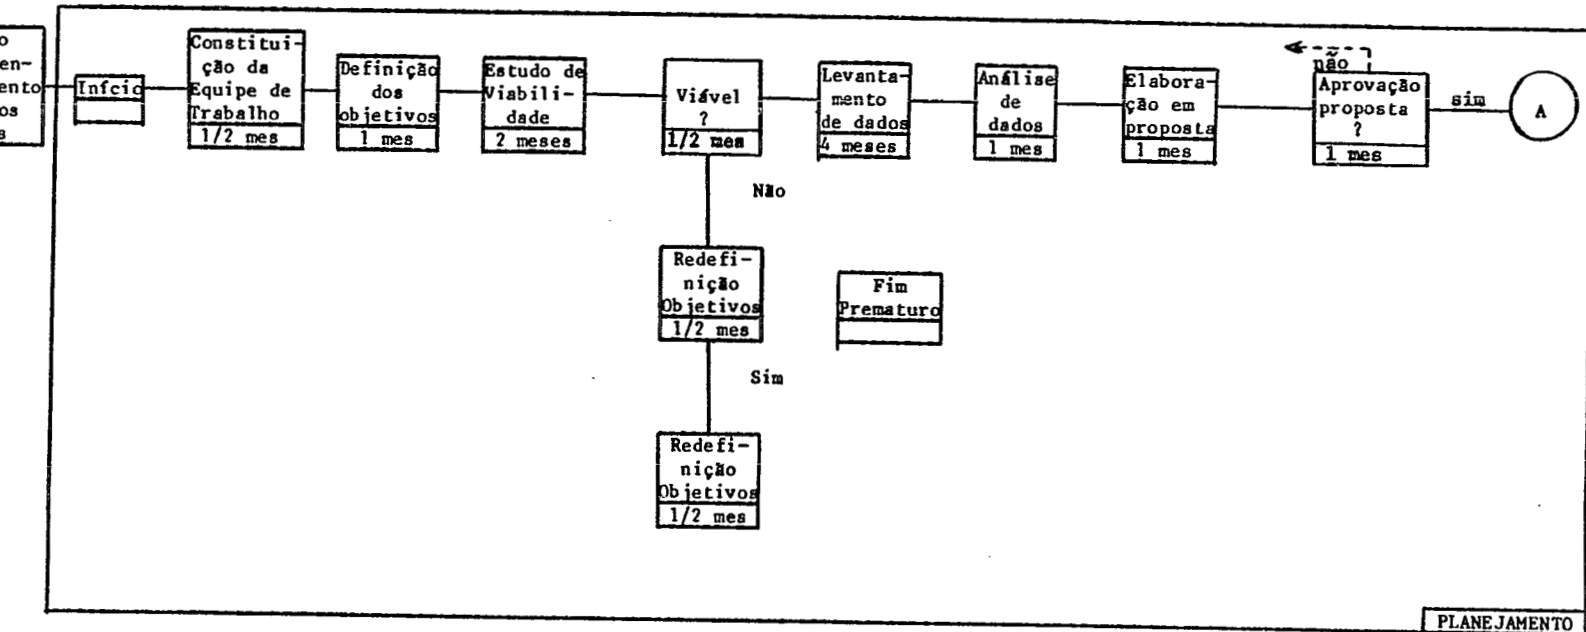 o
en-
ento
os
s
Início
Constitui-
ção da
Equipe de
Trabalho
1/2 mes
Definição
dos
objetivos
1 mes
Estudo de
Viabili-
dade
2 meses
Viável
?
1/2 mes
Levanta-
mento
de dados
4 meses
Análise
de
dados
1 mes
Elabora-
ção em
proposta
1 mes
não
Aprovação
proposta
?
1 mes
sim
A
Não
Redefi-
nição
Objetivos
1/2 mes
Fim
Prematuro
Sim
Redefi-
nição
Objetivos
1/2 mes
PLANEJAMENTO